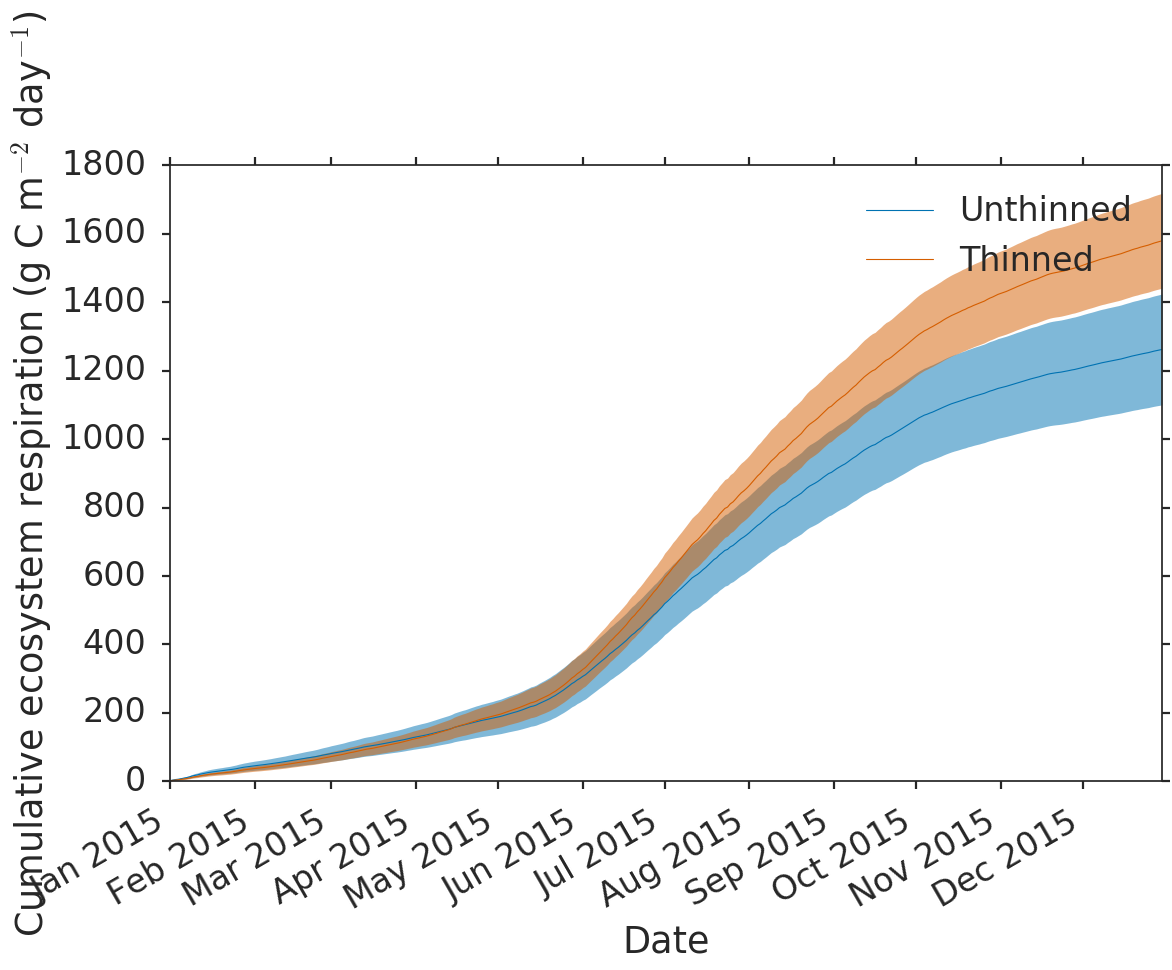 Cumulative ecosystem respiration (g C m⁻² day⁻¹)
1800
1600
1400
1200
1000
800
600
400
200
0
Unthinned
Thinned
Jan 2015
Feb 2015
Mar 2015
Apr 2015
May 2015
Jun 2015
Jul 2015
Aug 2015
Sep 2015
Oct 2015
Nov 2015
Dec 2015
Date